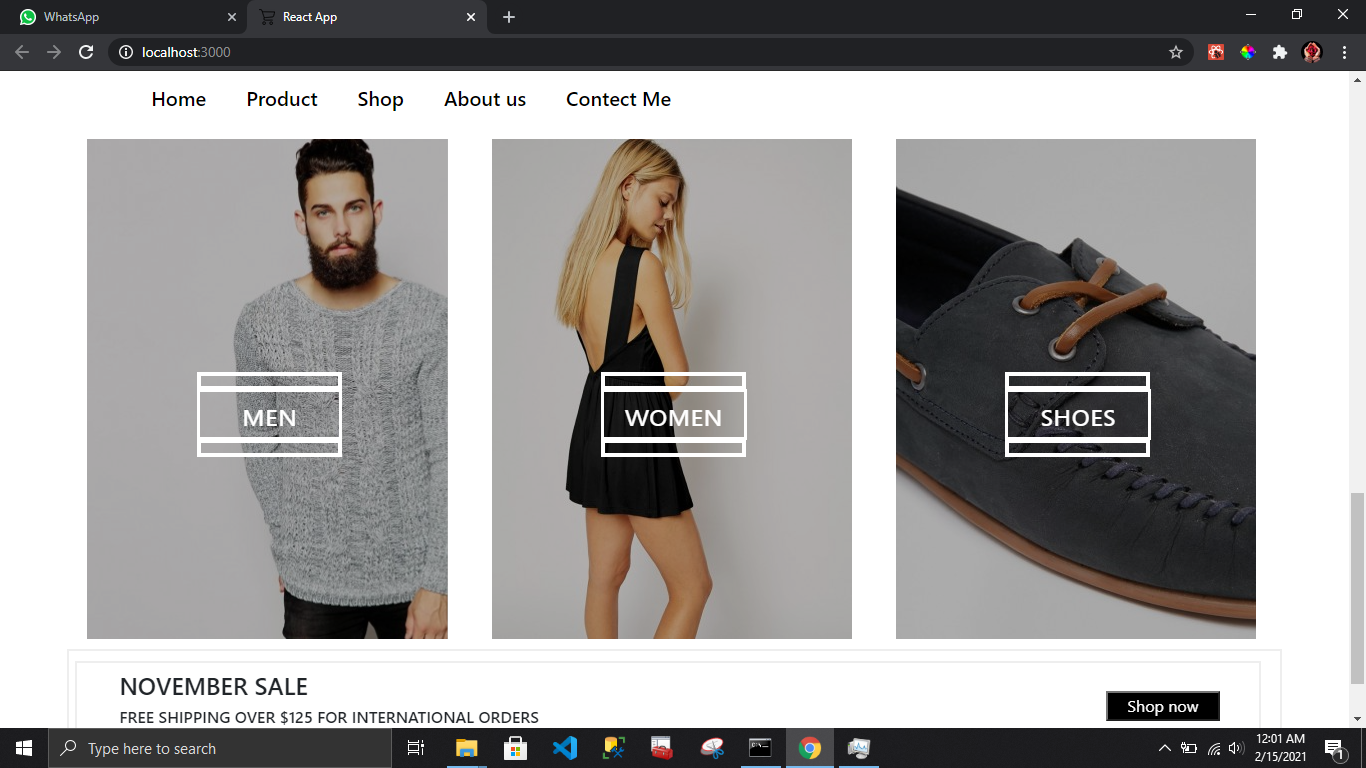 WhatsApp
React App
localhost:3000
Home Product Shop About us Contect Me
MEN
WOMEN
SHOES
NOVEMBER SALE
FREE SHIPPING OVER $125 FOR INTERNATIONAL ORDERS
Shop now
Type here to search
12:01 AM
2/15/2021
1